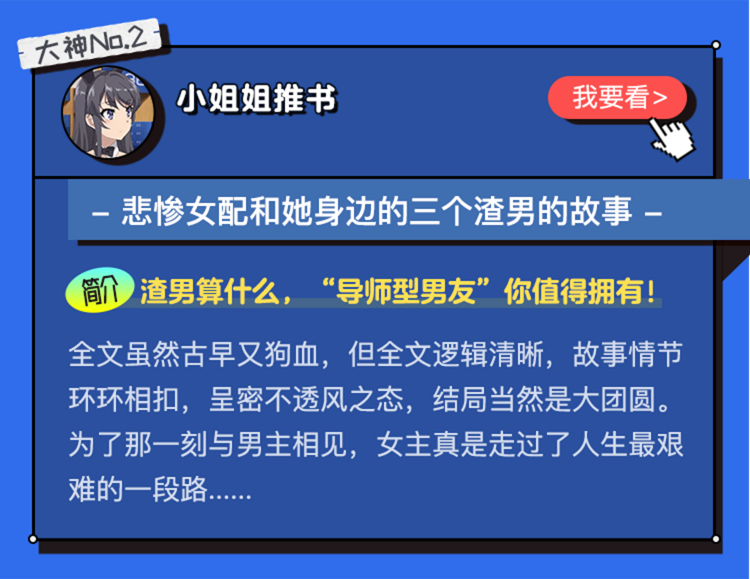 大神No.2
小姐姐推书
我要看>
– 悲惨女配和她身边的三个渣男的故事 –
简介 渣男算什么，“导师型男友”你值得拥有！
全文虽然古早又狗血，但全文逻辑清晰，故事情节
环环相扣，呈密不透风之态，结局当然是大团圆。
为了那一刻与男主相见，女主真是走过了人生最艰
难的一段路......